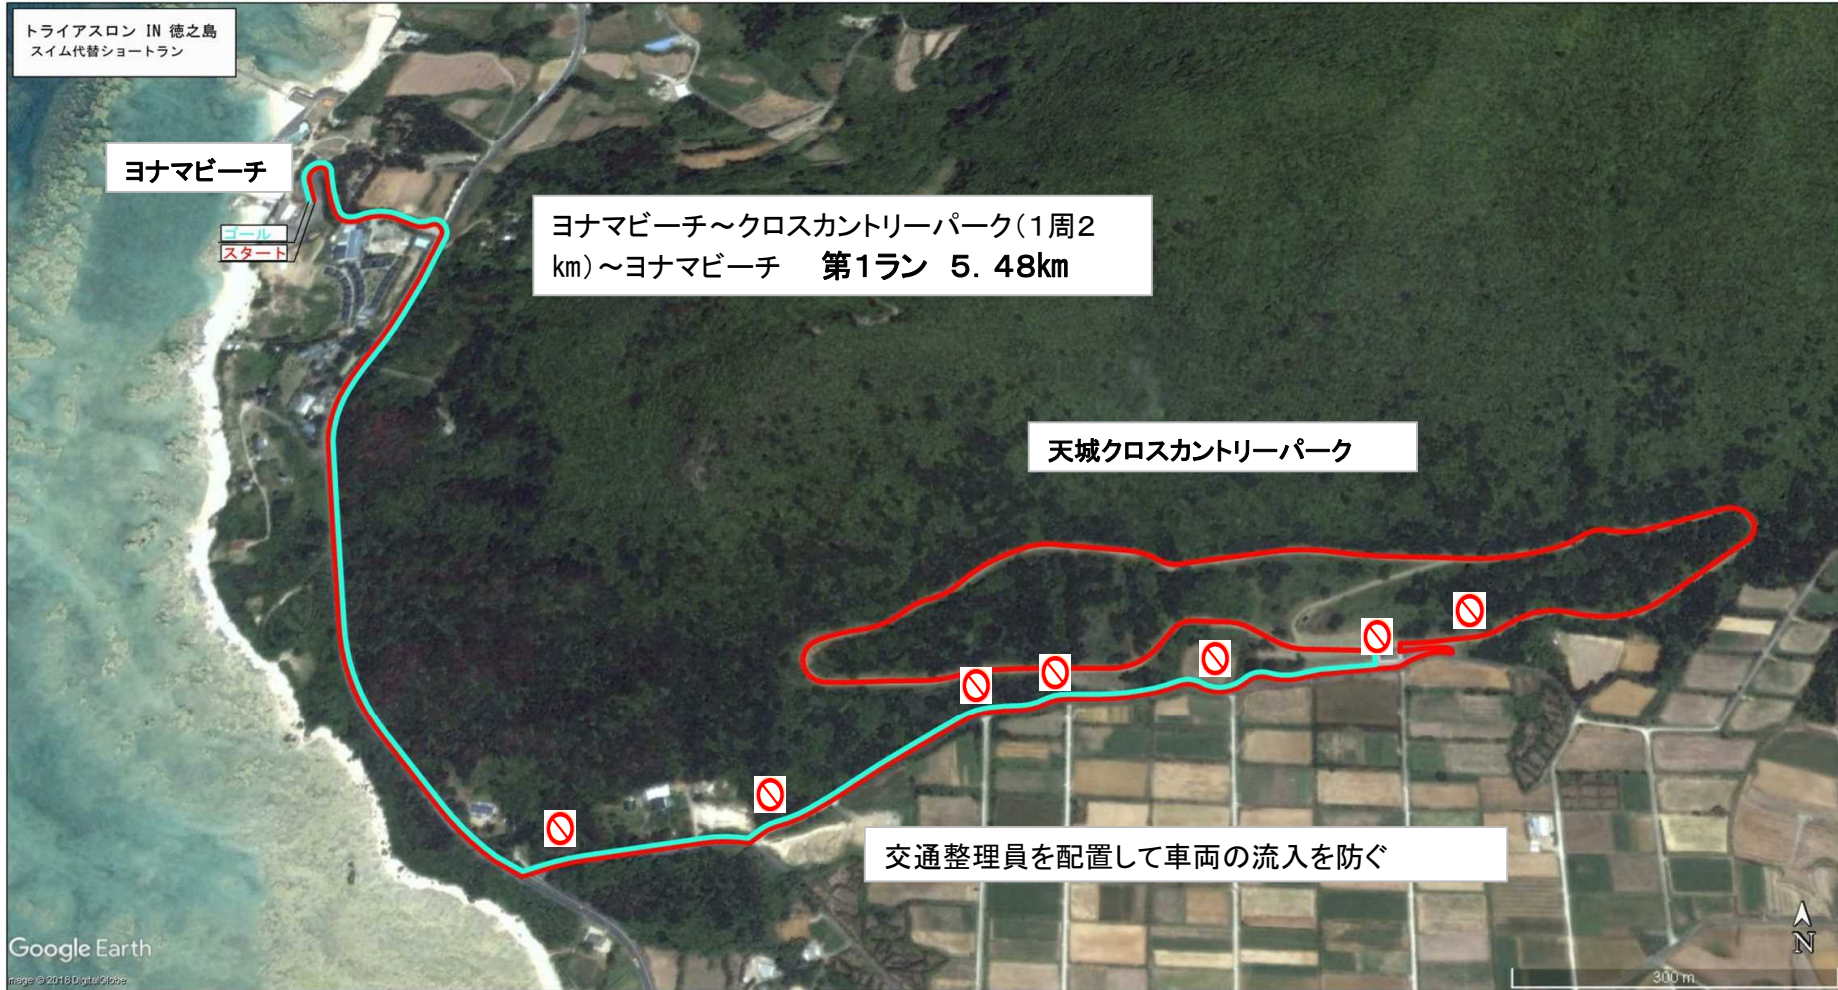 トライアスロン IN 徳之島
スイム代替ショートラン
ヨナマビーチ
ゴール
スタート
ヨナマビーチ～クロスカントリーパーク（１周２
km）～ヨナマビーチ　第１ラン　５．４８km
天城クロスカントリーパーク
交通整理員を配置して車両の流入を防ぐ
Google Earth
Image © 2018 DigitalGlobe
N
300 m